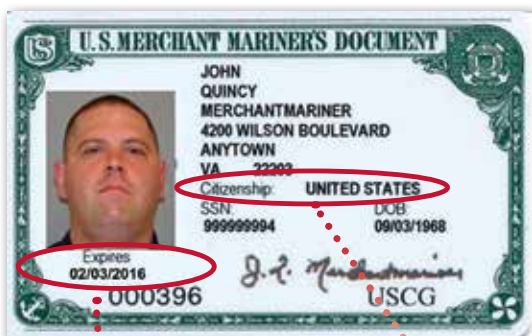 U.S. MERCHANT MARINER'S DOCUMENT
JOHN
QUINCY
MERCHANTMARINER
4200 WILSON BOULEVARD
ANYTOWN
VA 22203
Citizenship: UNITED STATES
SSN: DOB:
999999994 09/03/1968
Expires
02/03/2016
J. Q. Merchantmariner
000396 USCG